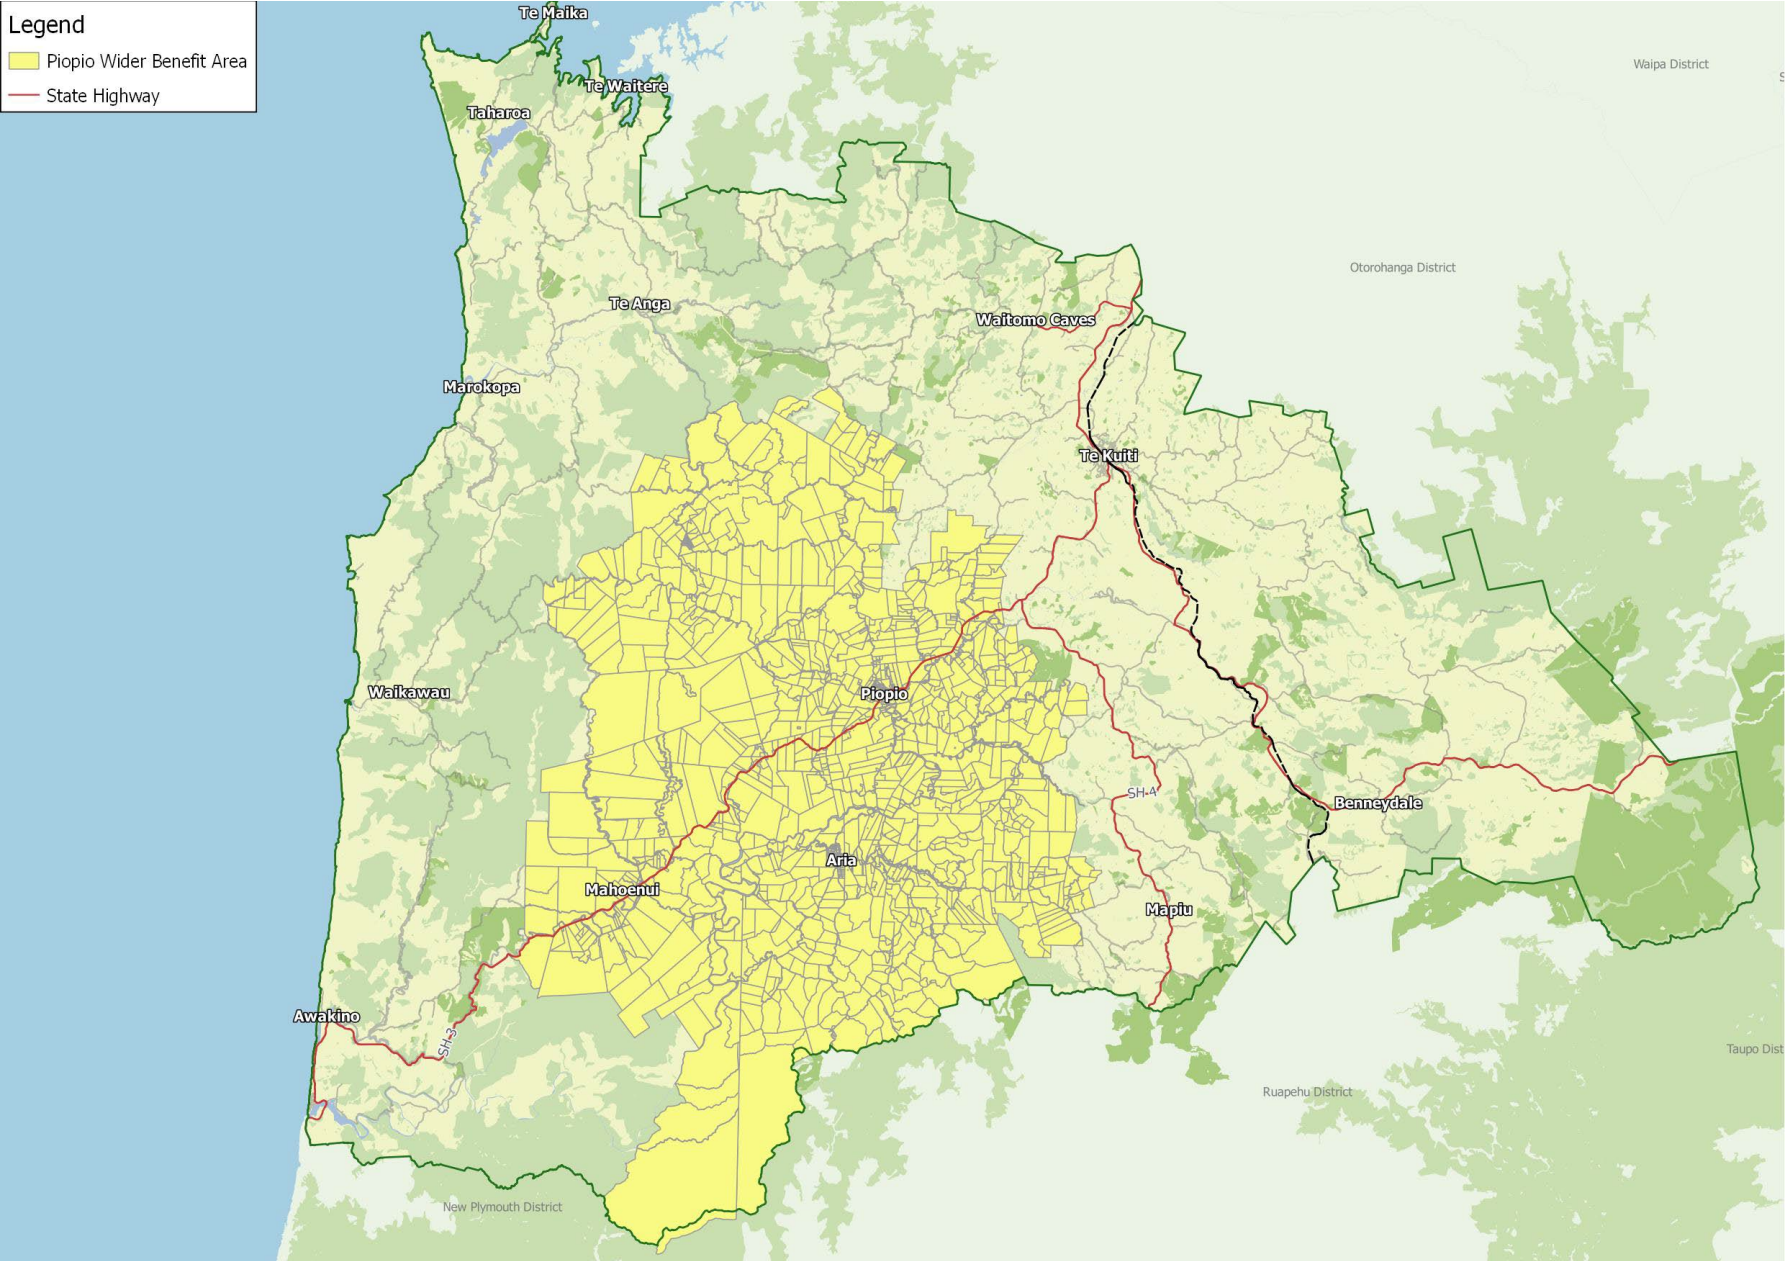 Legend
Piopio Wider Benefit Area
State Highway
Te Maika
Te Waitere
Taharoa
Waipa District
Otorohanga District
Te Anga
Waitomo Caves
Marokopa
Te Kuiti
Waikawau
Piopio
SH 4
Benneydale
Aria
Mahoenui
Mapiu
Awakino
SH 3
Taupo Dist
Ruapehu District
New Plymouth District